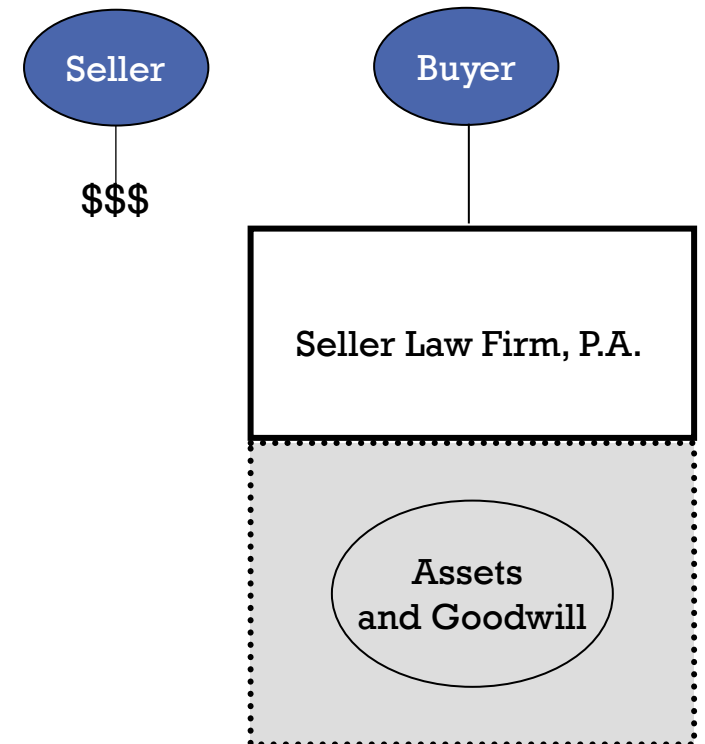 Seller
Buyer
$$$
Seller Law Firm, P.A.
Assets
and Goodwill